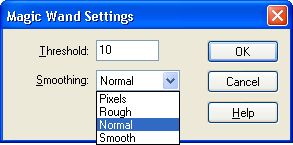 Magic Wand Settings
Threshold: 10
OK
Smoothing: Normal
Cancel
Pixels
Rough
Normal
Smooth
Help